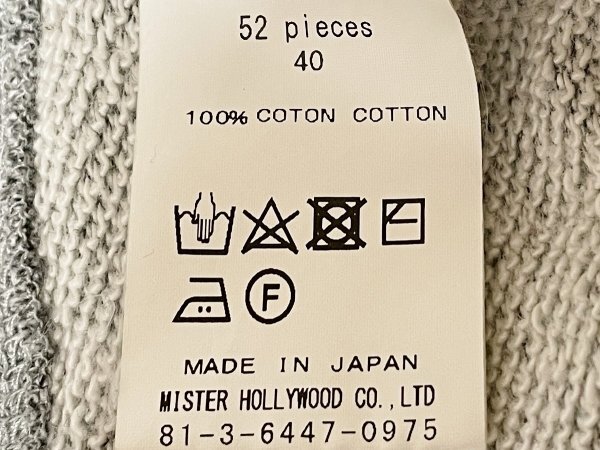 52 pieces
40
100% COTON COTTON
F
MADE IN JAPAN
MISTER HOLLYWOOD CO.,LTD
81-3-6447-0975